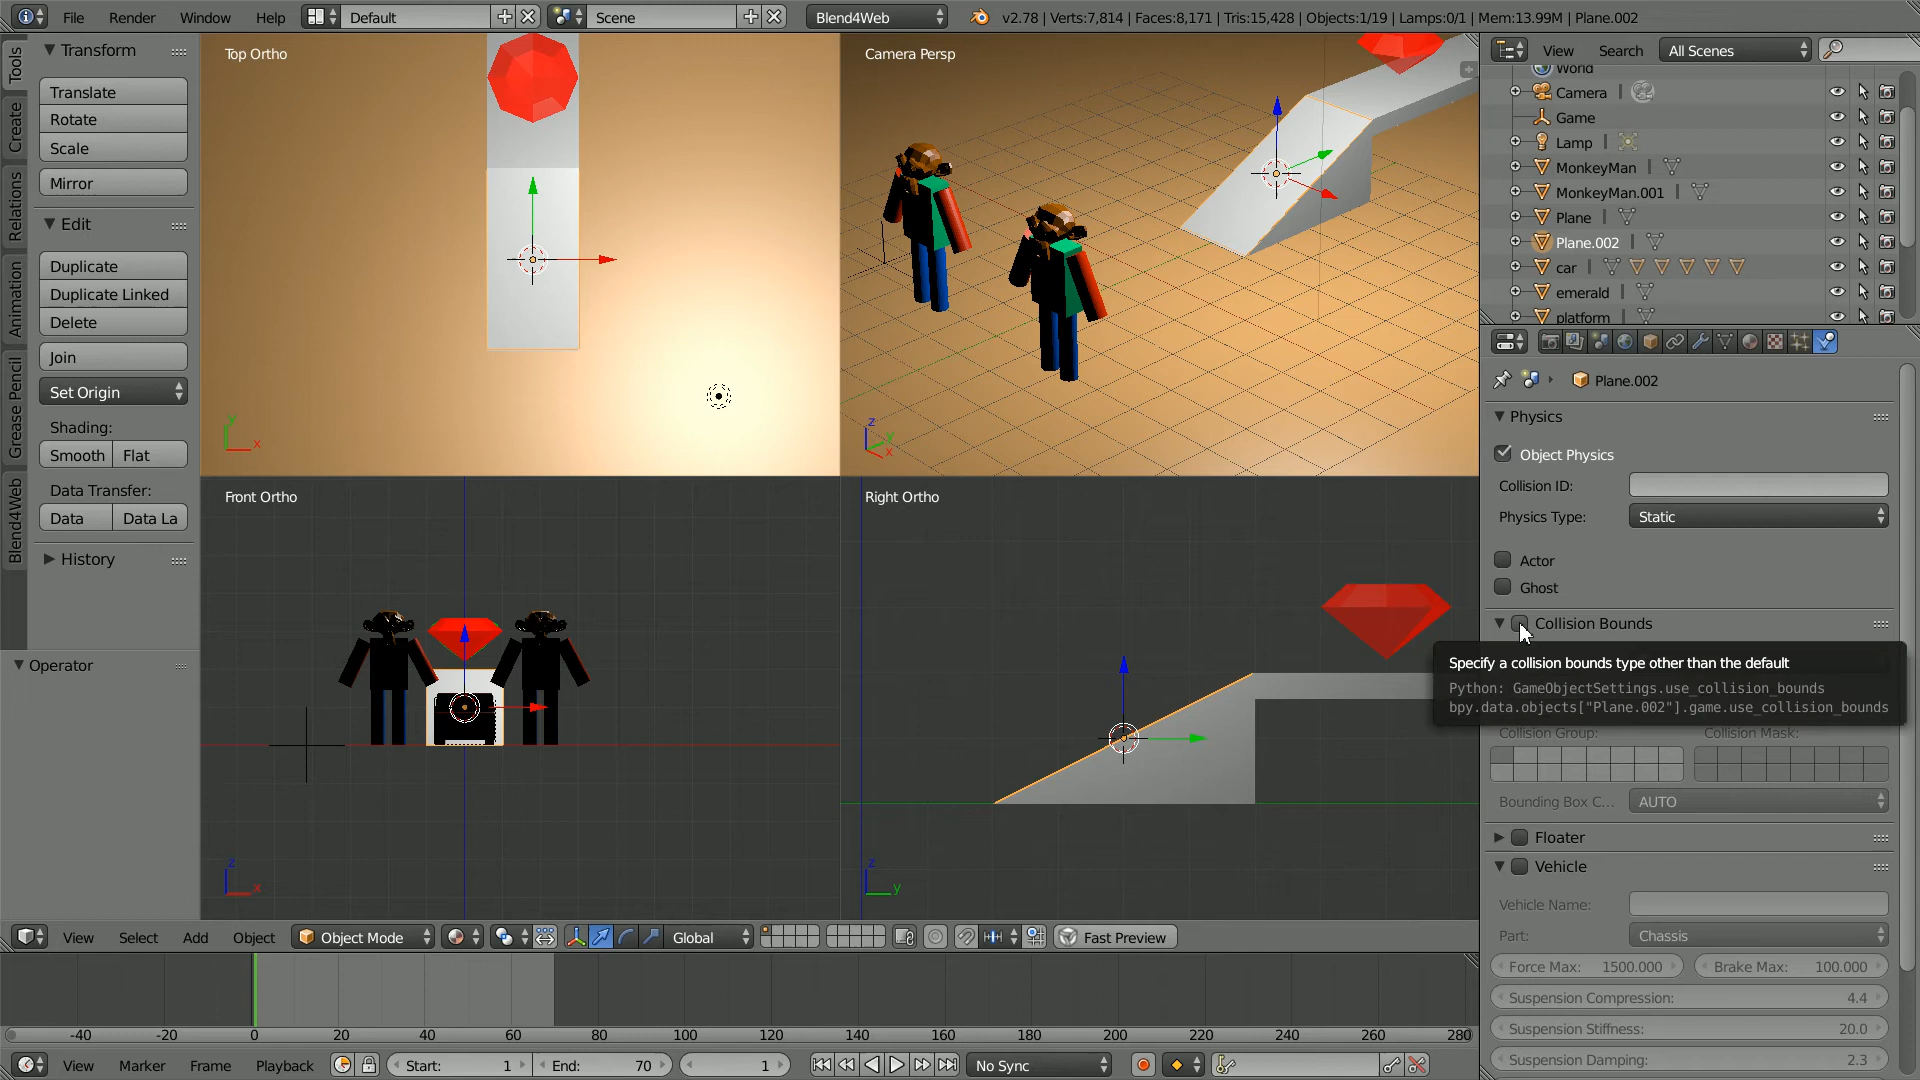 File Render Window Help Default Scene Blend4Web v2.78 | Verts:7,814 | Faces:8,171 | Tris:15,428 | Objects:1/19 | Lamps:0/1 | Mem:13.99M | Plane.002
Tools
Create
Relations
Animation
Grease Pencil
Blend4Web
Transform
Translate
Rotate
Scale
Mirror
Edit
Duplicate
Duplicate Linked
Delete
Join
Set Origin
Shading:
Smooth Flat
Data Transfer:
Data Data La
History
Operator
Top Ortho
y
x
Camera Persp
z
y
x
Front Ortho
z
x
Right Ortho
z
y
View Search All Scenes
World
Camera
Game
Lamp
MonkeyMan
MonkeyMan.001
Plane
Plane.002
car
emerald
platform
Plane.002
Physics
Object Physics
Collision ID:
Physics Type: Static
Actor
Ghost
Collision Bounds
Specify a collision bounds type other than the default
Python: GameObjectSettings.use_collision_bounds
bpy.data.objects["Plane.002"].game.use_collision_bounds
Collision Group: Collision Mask:
Bounding Box C... AUTO
Floater
Vehicle
Vehicle Name:
Part: Chassis
Force Max: 1500.000 Brake Max: 100.000
Suspension Compression: 4.4
Suspension Stiffness: 20.0
Suspension Damping: 2.3
View Select Add Object Object Mode Global Fast Preview
-40 -20 0 20 40 60 80 100 120 140 160 180 200 220 240 260 280
View Marker Frame Playback Start: 1 End: 70 1 No Sync